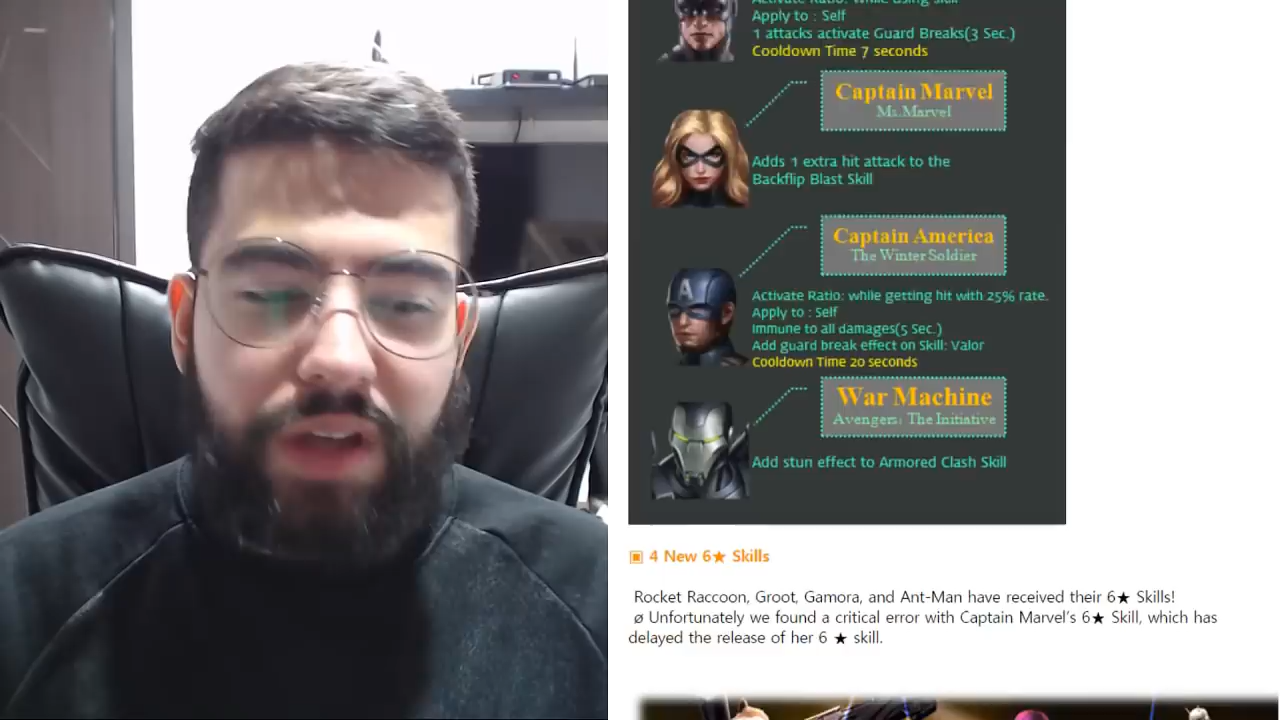 Apply to : Self
1 attacks activate Guard Breaks(3 Sec.)
Cooldown Time 7 seconds
Captain Marvel
Ms.Marvel
Adds 1 extra hit attack to the
Backflip Blast Skill
Captain America
The Winter Soldier
Activate Ratio: while getting hit with 25% rate.
Apply to : Self
Immune to all damages(5 Sec.)
Add guard break effect on Skill: Valor
Cooldown Time 20 seconds
War Machine
Avengers: The Initiative
Add stun effect to Armored Clash Skill
▣ 4 New 6★ Skills
Rocket Raccoon, Groot, Gamora, and Ant-Man have received their 6★ Skills!
ø Unfortunately we found a critical error with Captain Marvel's 6★ Skill, which has
delayed the release of her 6 ★ skill.